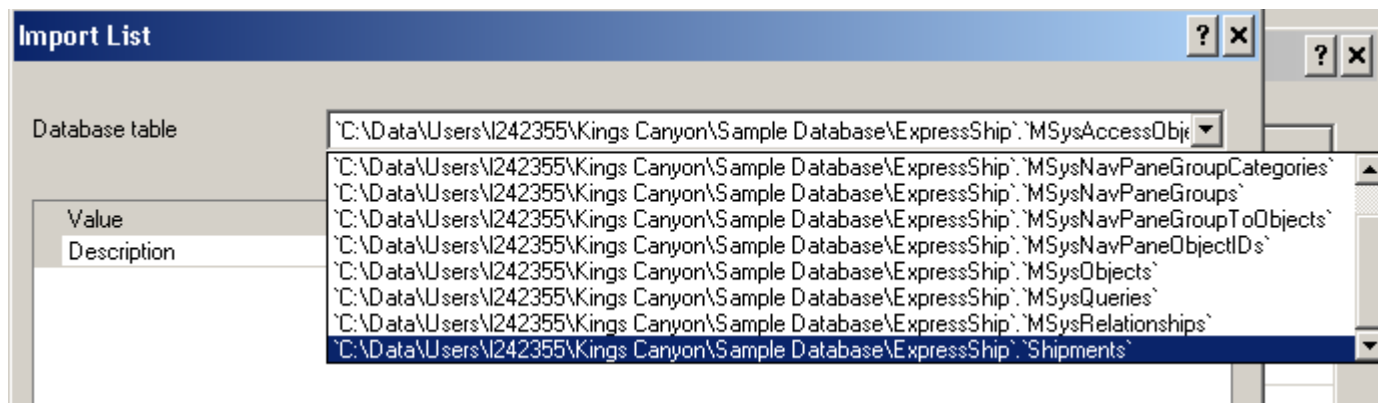 Import List
Database table
`C:\Data\Users\I242355\Kings Canyon\Sample Database\ExpressShip`.`MSysAccessObje
`C:\Data\Users\I242355\Kings Canyon\Sample Database\ExpressShip`.`MSysNavPaneGroupCategories`
`C:\Data\Users\I242355\Kings Canyon\Sample Database\ExpressShip`.`MSysNavPaneGroups`
`C:\Data\Users\I242355\Kings Canyon\Sample Database\ExpressShip`.`MSysNavPaneGroupToObjects`
`C:\Data\Users\I242355\Kings Canyon\Sample Database\ExpressShip`.`MSysNavPaneObjectIDs`
`C:\Data\Users\I242355\Kings Canyon\Sample Database\ExpressShip`.`MSysObjects`
`C:\Data\Users\I242355\Kings Canyon\Sample Database\ExpressShip`.`MSysQueries`
`C:\Data\Users\I242355\Kings Canyon\Sample Database\ExpressShip`.`MSysRelationships`
`C:\Data\Users\I242355\Kings Canyon\Sample Database\ExpressShip`.`Shipments`
Value
Description